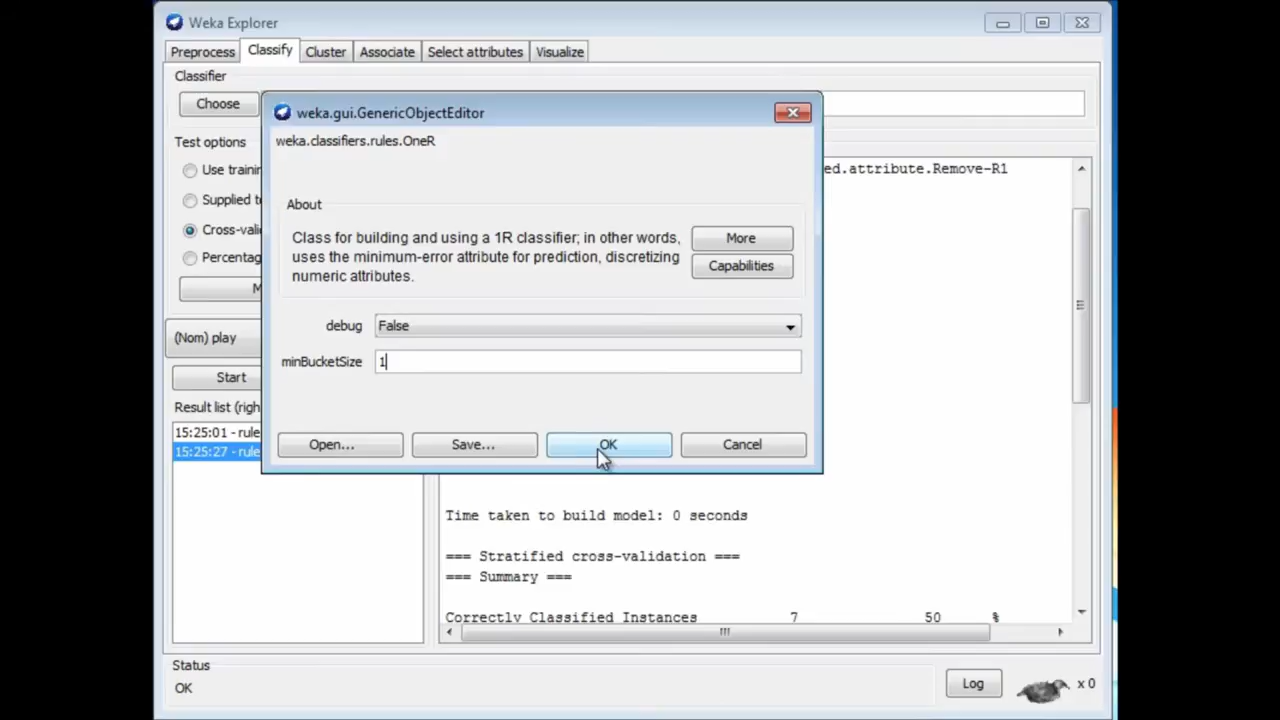 Weka Explorer
Preprocess Classify Cluster Associate Select attributes Visualize
Classifier
Choose
weka.gui.GenericObjectEditor
weka.classifiers.rules.OneR
About
Class for building and using a 1R classifier; in other words,
uses the minimum-error attribute for prediction, discretizing
numeric attributes.
More
Capabilities
debug False
minBucketSize 1
Open... Save... OK Cancel
Test options
Use trainin
Supplied te
Cross-vali
Percentag
M
(Nom) play
Start
Result list (righ
15:25:01 - rule
15:25:27 - rule
ed.attribute.Remove-R1
Time taken to build model: 0 seconds
=== Stratified cross-validation ===
=== Summary ===
Correctly Classified Instances 7 50 %
Status
OK
Log
x 0